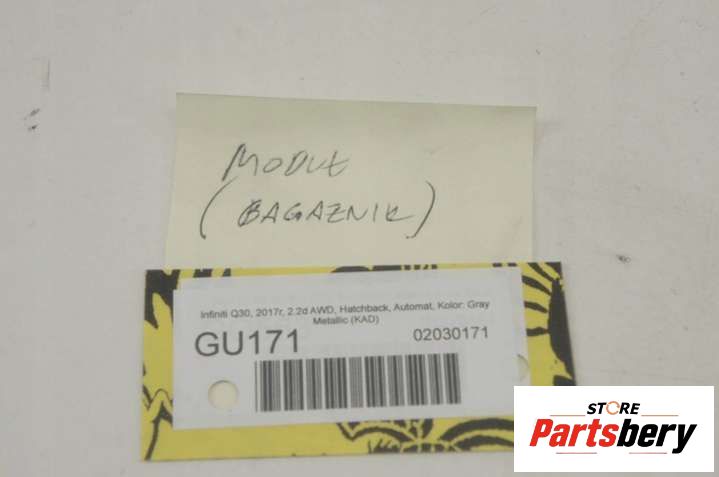 MODUŁ
(BAGAZNIK)
Infiniti Q30, 2017r, 2.2d AWD, Hatchback, Automat, Kolor: Gray
Metallic (KAD)
GU171
02030171
STORE
Partsbery